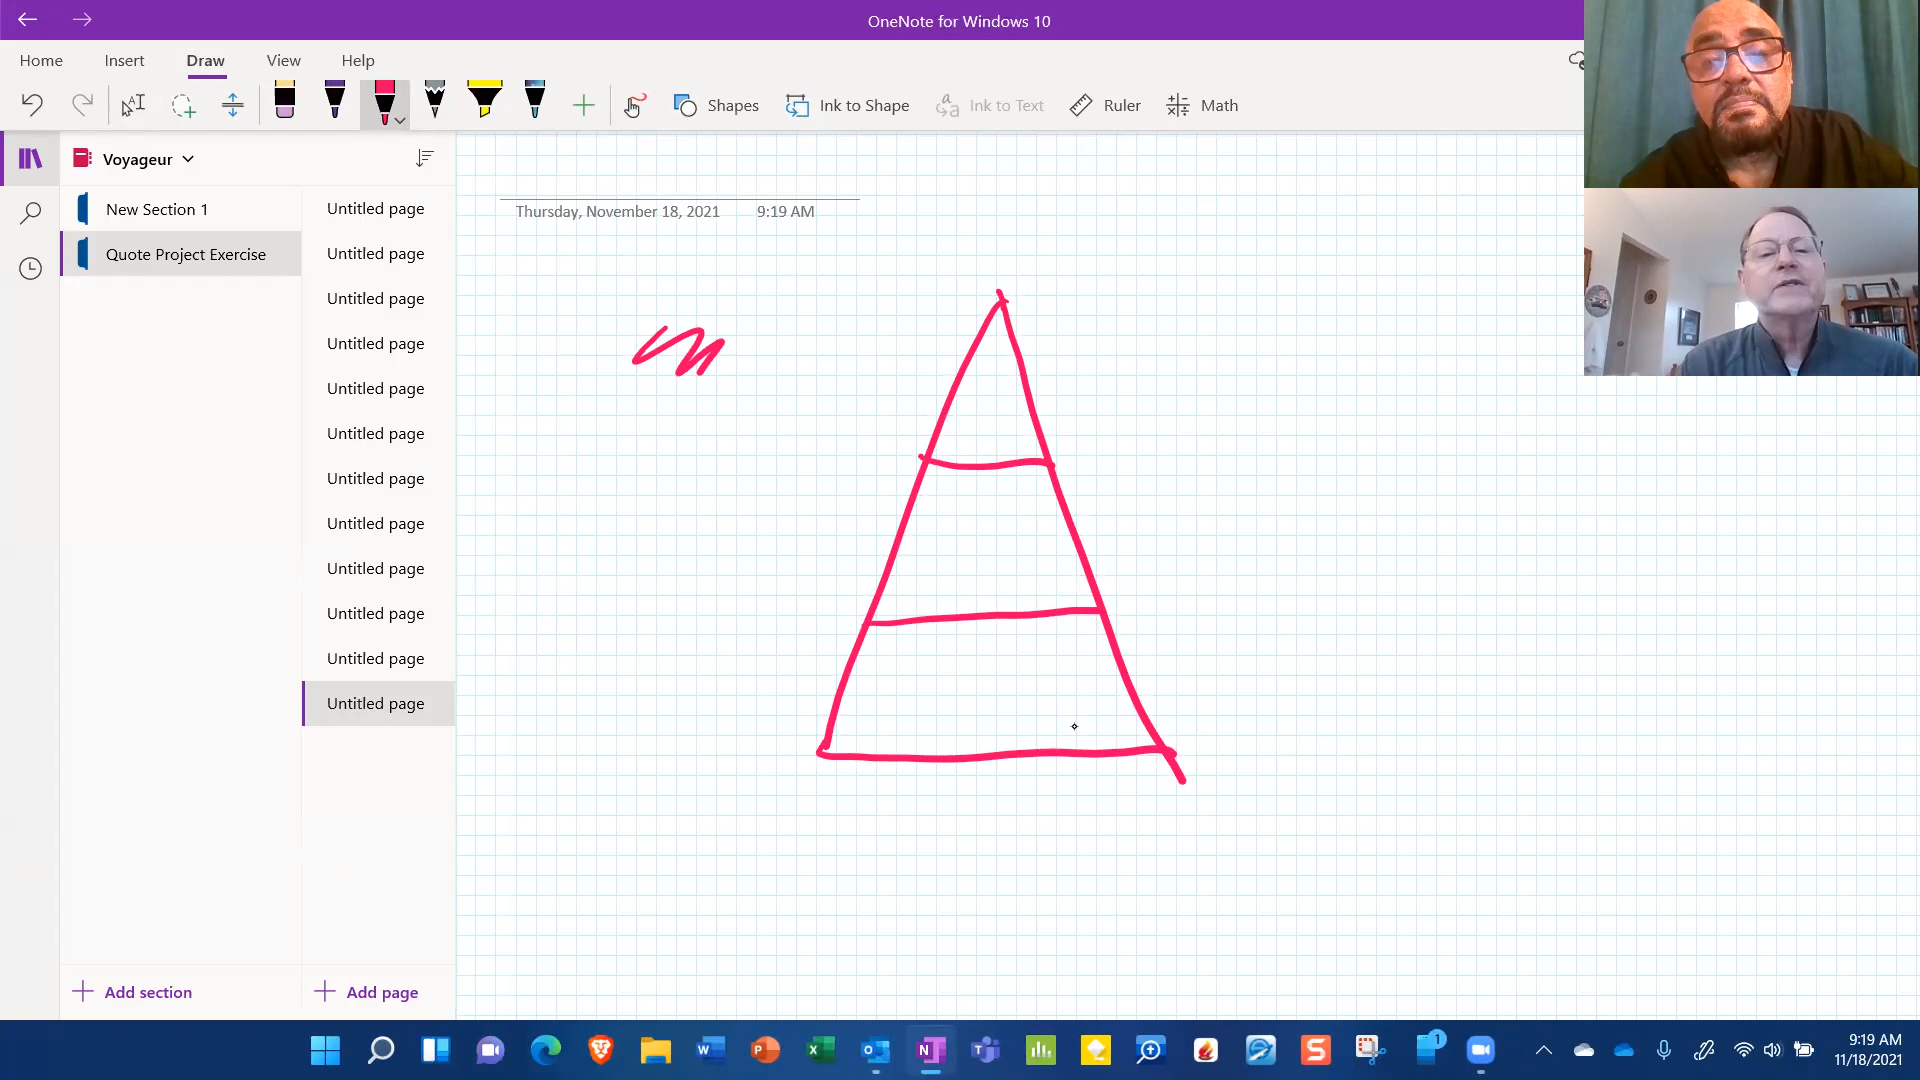 OneNote for Windows 10
Home
Insert
Draw
View
Help
Shapes
Ink to Shape
Ink to Text
Ruler
Math
Voyageur
New Section 1
Quote Project Exercise
Untitled page
Untitled page
Untitled page
Untitled page
Untitled page
Untitled page
Untitled page
Untitled page
Untitled page
Untitled page
Untitled page
Untitled page
Thursday, November 18, 2021
9:19 AM
Add section
Add page
1
9:19 AM
11/18/2021